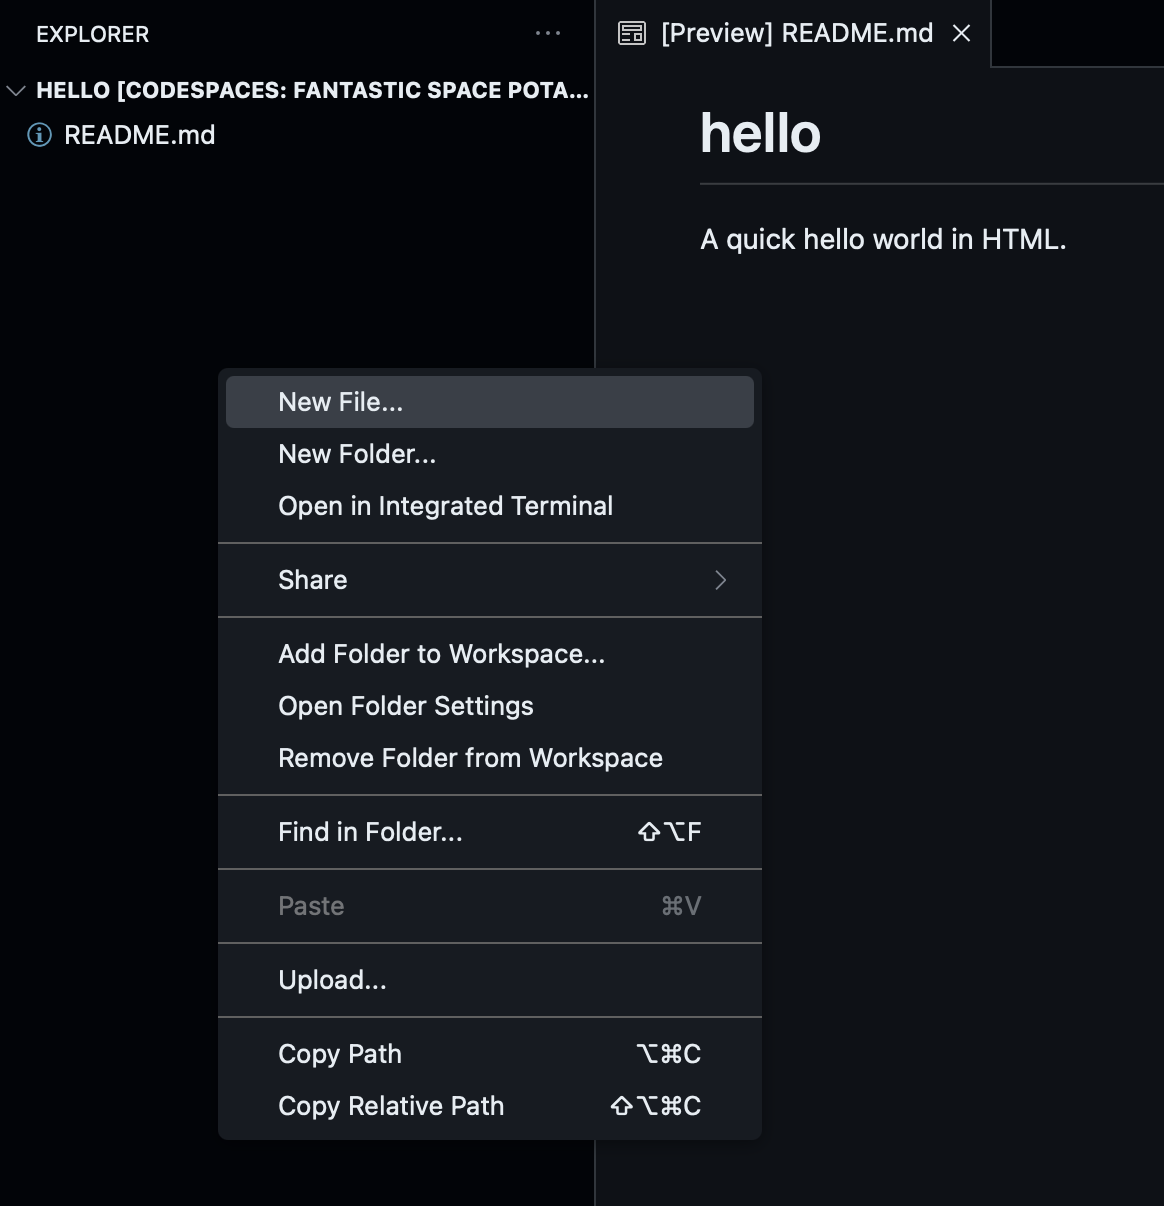 EXPLORER
HELLO [CODESPACES: FANTASTIC SPACE POTA...
README.md
[Preview] README.md
hello
A quick hello world in HTML.
New File...
New Folder...
Open in Integrated Terminal
Share
Add Folder to Workspace...
Open Folder Settings
Remove Folder from Workspace
Find in Folder... ⇧⌥F
Paste ⌘V
Upload...
Copy Path ⌥⌘C
Copy Relative Path ⇧⌥⌘C